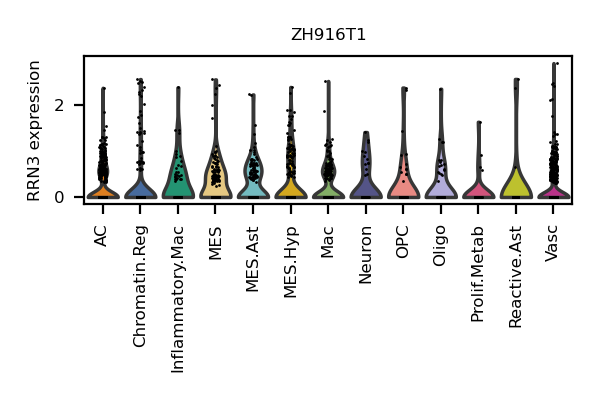 ZH916T1
RRN3 expression
2
0
AC
Chromatin.Reg
Inflammatory.Mac
MES
MES.Ast
MES.Hyp
Mac
Neuron
OPC
Oligo
Prolif.Metab
Reactive.Ast
Vasc